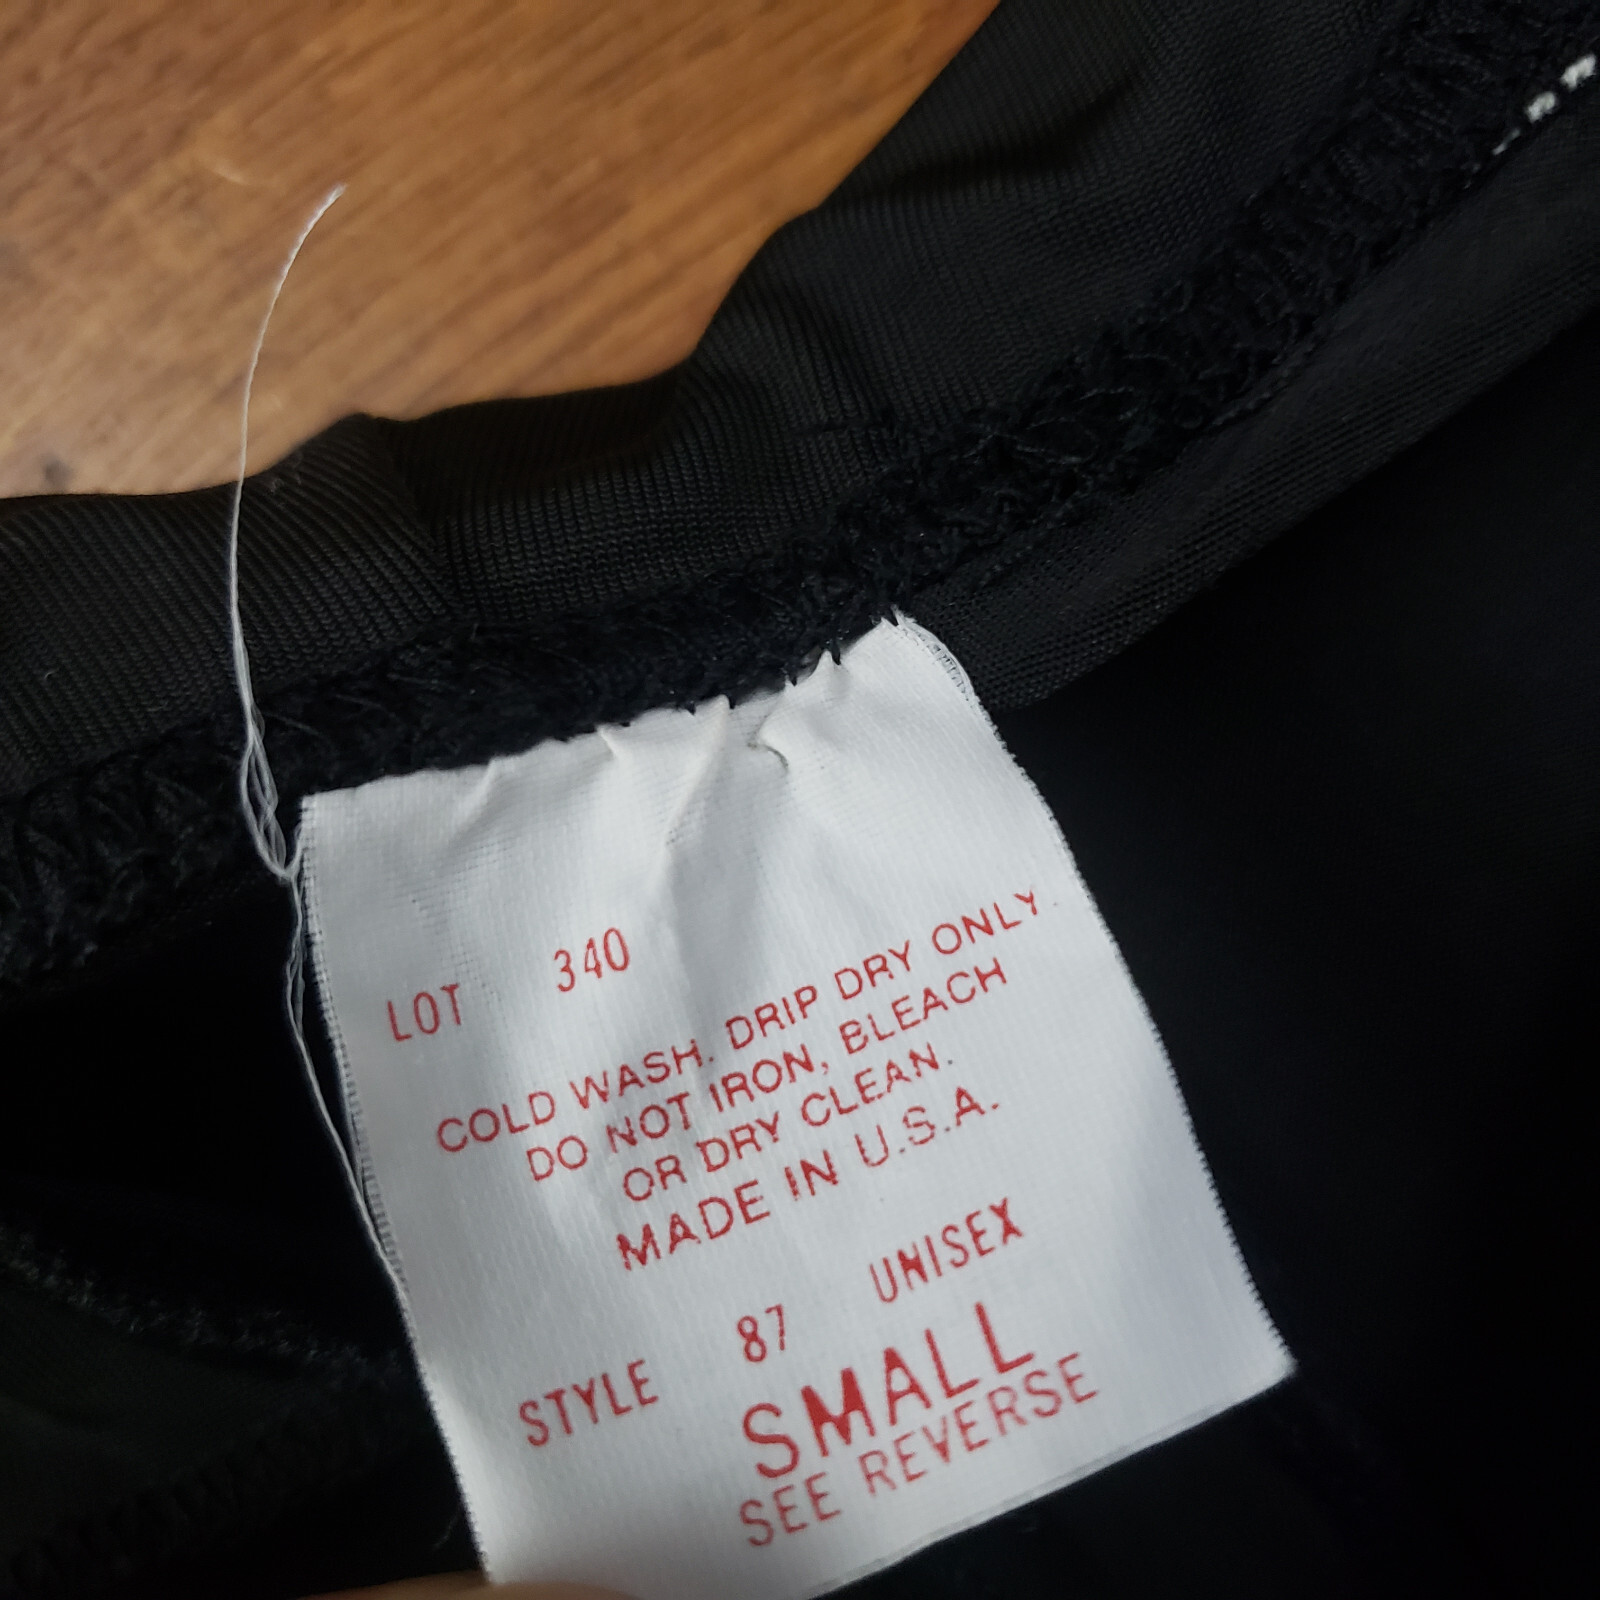 LOT 340
COLD WASH. DRIP DRY ONLY.
DO NOT IRON, BLEACH
OR DRY CLEAN.
MADE IN U.S.A.
STYLE 87 UNISEX
SMALL
SEE REVERSE